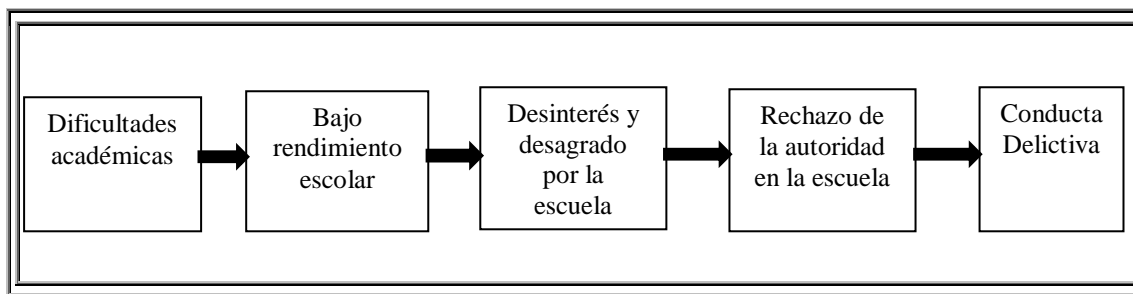 Dificultades
académicas
Bajo
rendimiento
escolar
Desinterés y
desagrado
por la
escuela
Rechazo de
la autoridad
en la escuela
Conducta
Delictiva